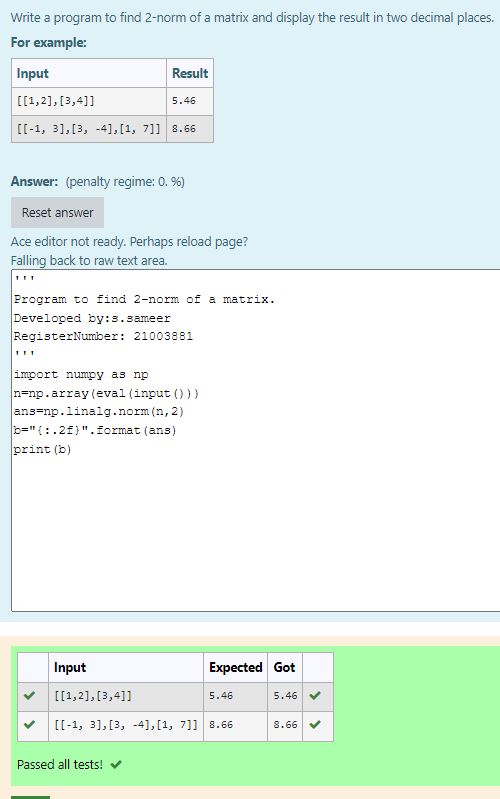 Write a program to find 2-norm of a matrix and display the result in two decimal places.
For example:
Input Result
[[1,2],[3,4]] 5.46
[[-1, 3],[3, -4],[1, 7]] 8.66
Answer: (penalty regime: 0. %)
Reset answer
Ace editor not ready. Perhaps reload page?
Falling back to raw text area.
'''
Program to find 2-norm of a matrix.
Developed by:s.sameer
RegisterNumber: 21003881
'''
import numpy as np
n=np.array(eval(input()))
ans=np.linalg.norm(n,2)
b="{:.2f}".format(ans)
print(b)
Input Expected Got
[[1,2],[3,4]] 5.46 5.46
[[-1, 3],[3, -4],[1, 7]] 8.66 8.66
Passed all tests!